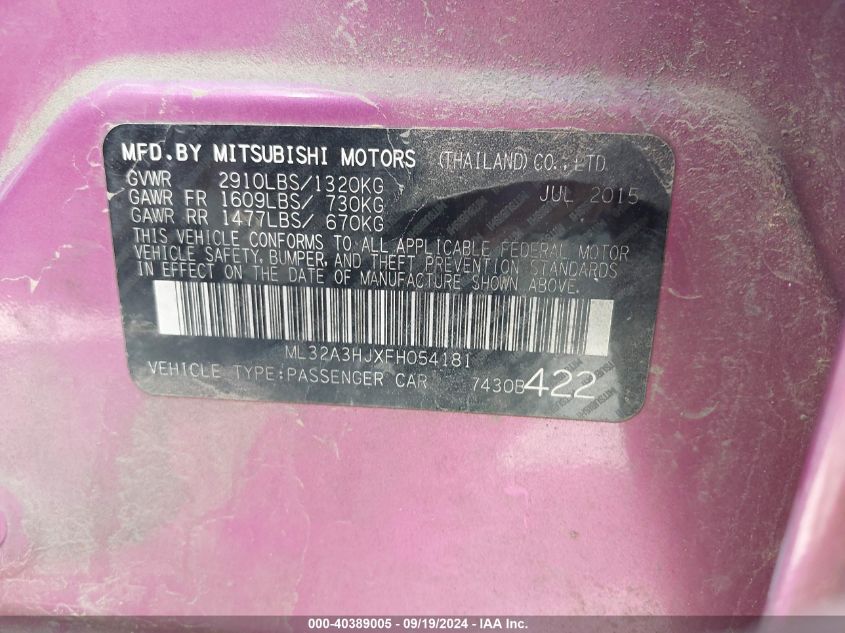 MFD.BY MITSUBISHI MOTORS (THAILAND) CO.,LTD.
GVWR 2910LBS/1320KG JUL 2015
GAWR FR 1609LBS/ 730KG
GAWR RR 1477LBS/ 670KG
THIS VEHICLE CONFORMS TO ALL APPLICABLE FEDERAL MOTOR
VEHICLE SAFETY, BUMPER, AND THEFT PREVENTION STANDARDS
IN EFFECT ON THE DATE OF MANUFACTURE SHOWN ABOVE.
ML32A3HJXFH054181
VEHICLE TYPE:PASSENGER CAR 7430B422
000-40389005 - 09/19/2024 - IAA Inc.